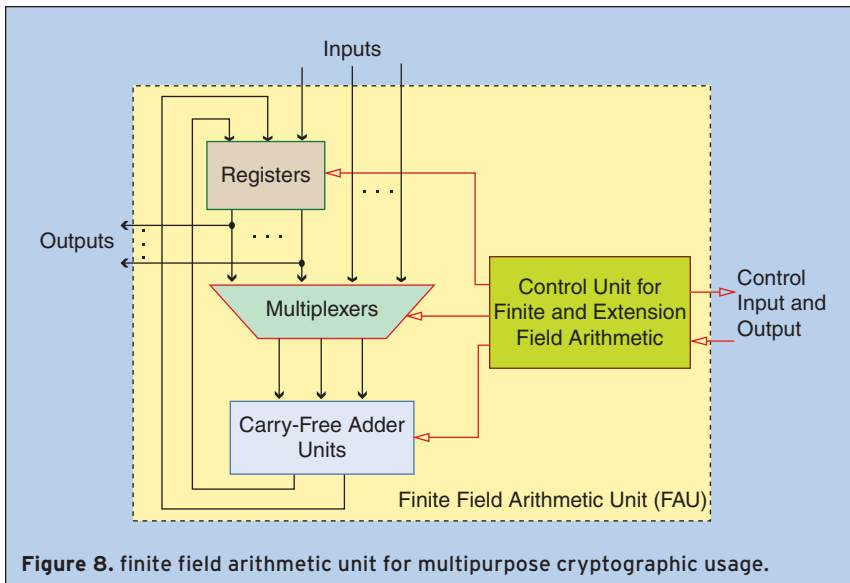 Inputs
Registers
. . .
Outputs
. . .
. . .
Multiplexers
Control Unit for
Finite and Extension
Field Arithmetic
Control
Input and
Output
Carry-Free Adder
Units
Finite Field Arithmetic Unit (FAU)
Figure 8. finite field arithmetic unit for multipurpose cryptographic usage.